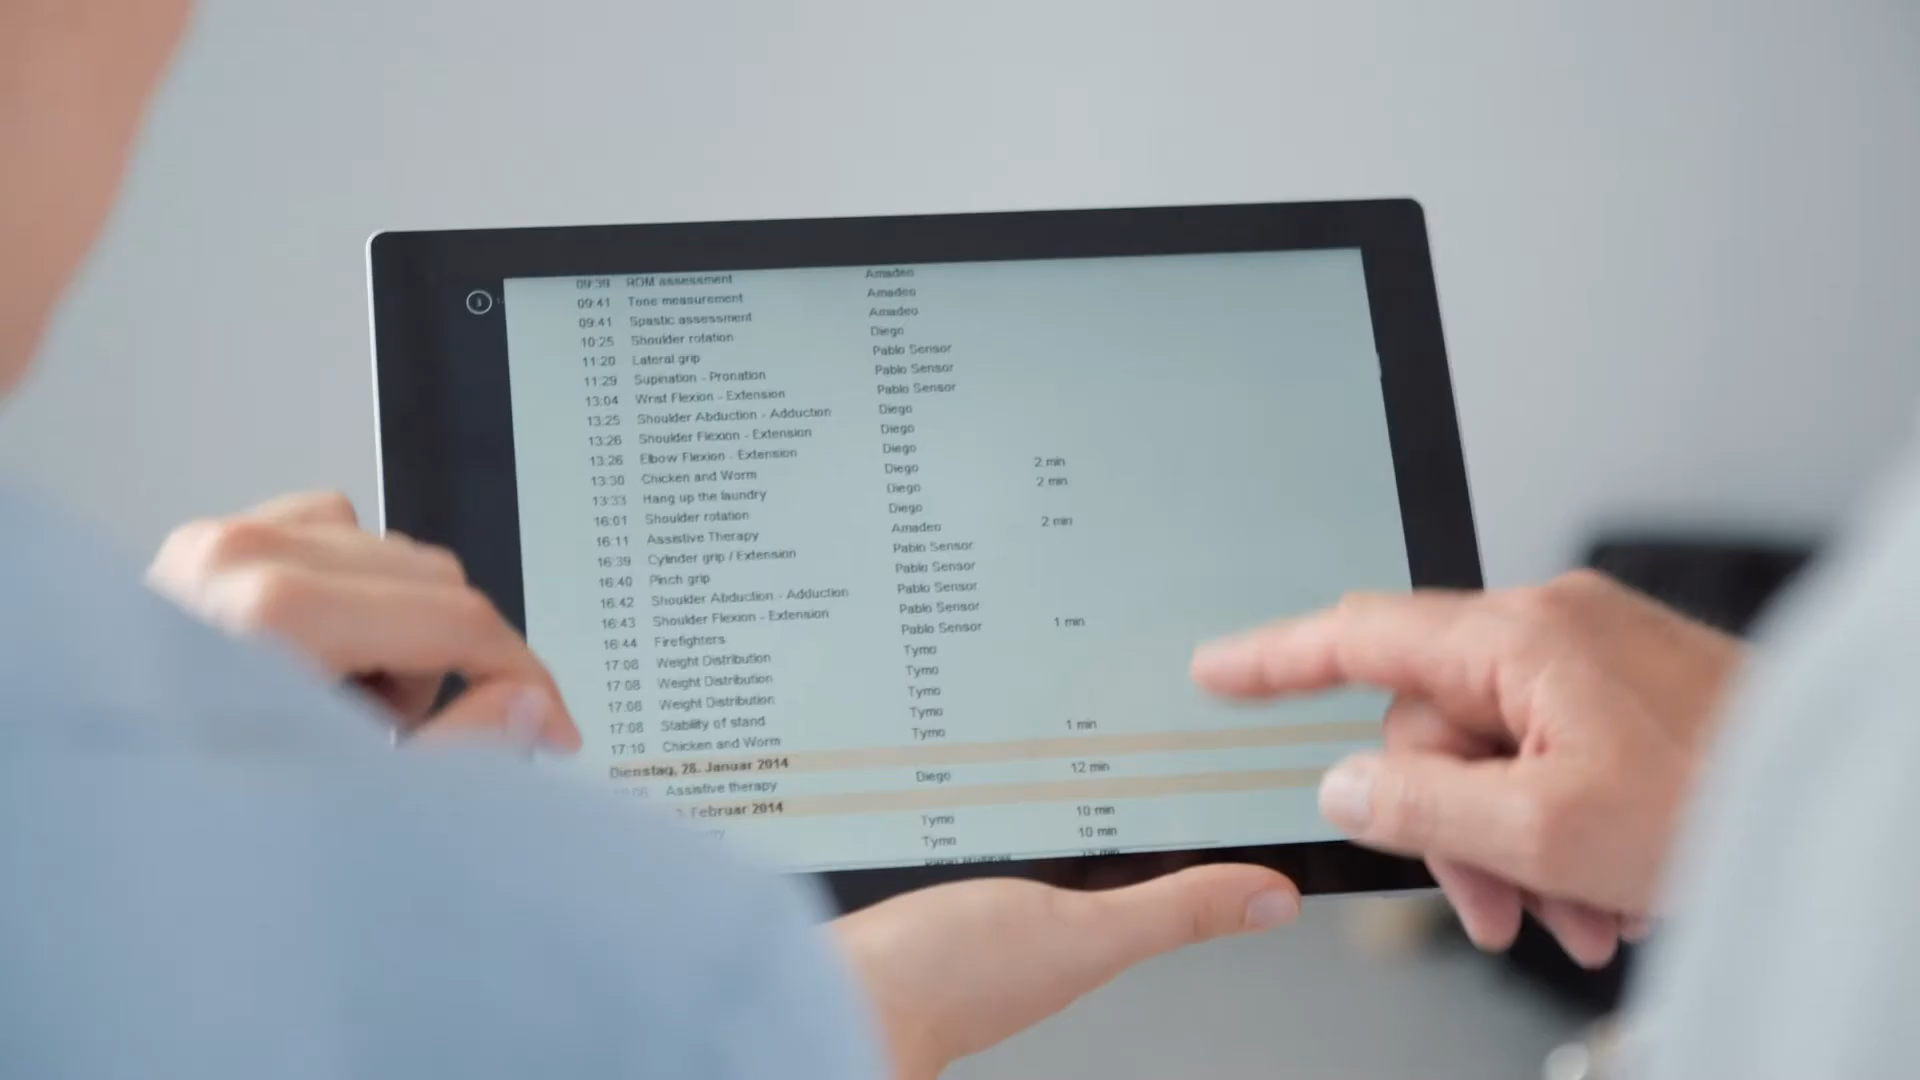 09:39 ROM assessment Amadeo
09:41 Tone measurement Amadeo
09:41 Spastic assessment Amadeo
10:25 Shoulder rotation Diego
11:20 Lateral grip Pablo Sensor
11:29 Supination - Pronation Pablo Sensor
13:04 Wrist Flexion - Extension Pablo Sensor
13:25 Shoulder Abduction - Adduction Diego
13:26 Shoulder Flexion - Extension Diego
13:26 Elbow Flexion - Extension Diego
13:30 Chicken and Worm Diego 2 min
13:33 Hang up the laundry Diego 2 min
16:01 Shoulder rotation Diego
16:11 Assistive Therapy Amadeo 2 min
16:39 Cylinder grip / Extension Pablo Sensor
16:40 Pinch grip Pablo Sensor
16:42 Shoulder Abduction - Adduction Pablo Sensor
16:43 Shoulder Flexion - Extension Pablo Sensor
16:44 Firefighters Pablo Sensor 1 min
17:08 Weight Distribution Tymo
17:08 Weight Distribution Tymo
17:08 Weight Distribution Tymo
17:08 Stability of stand Tymo
17:10 Chicken and Worm Tymo 1 min
Dienstag, 28. Januar 2014
Assistive therapy Diego 12 min
Februar 2014
Tymo 10 min
Tymo 10 min
15 min